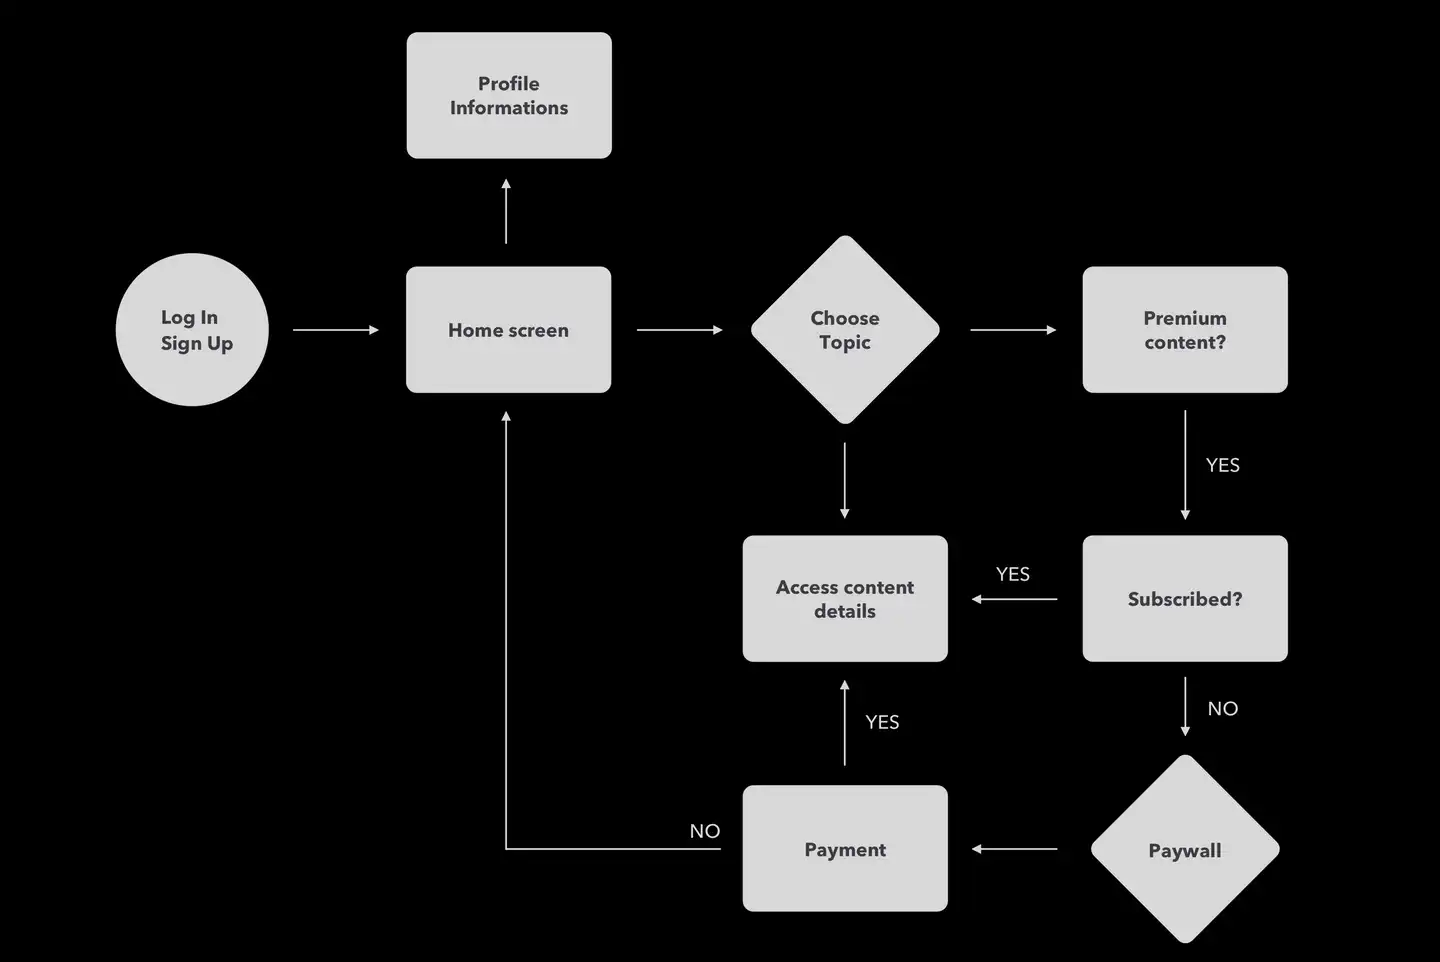 Profile
Informations
Log In
Sign Up
Home screen
Choose
Topic
Premium
content?
YES
Access content
details
YES
Subscribed?
YES
NO
NO
Payment
Paywall